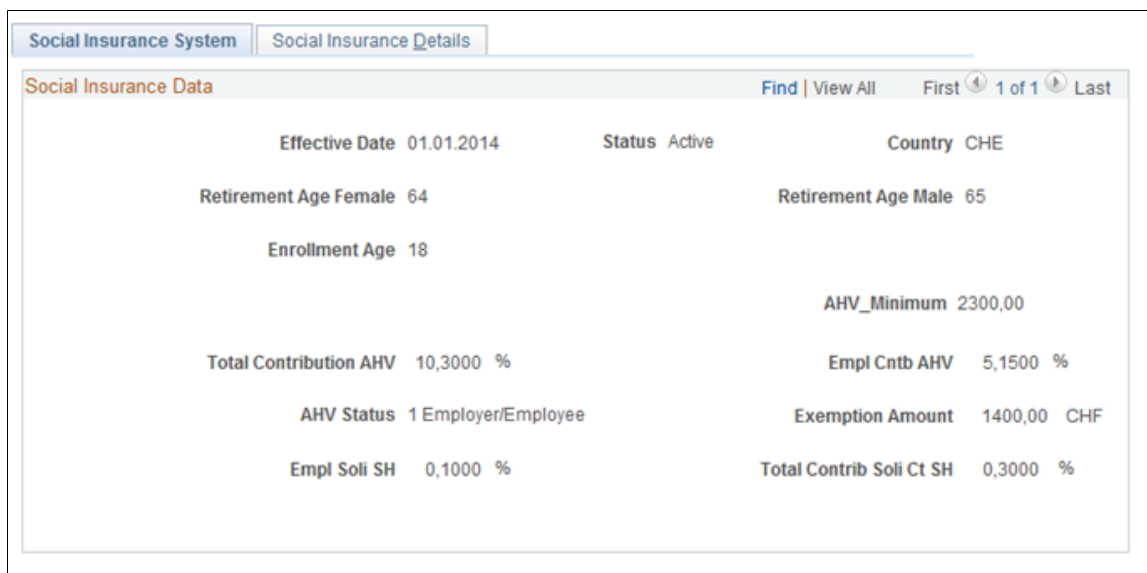 Social Insurance System Social Insurance Details
Social Insurance Data Find | View All First 1 of 1 Last
Effective Date 01.01.2014 Status Active Country CHE
Retirement Age Female 64 Retirement Age Male 65
Enrollment Age 18
AHV_Minimum 2300,00
Total Contribution AHV 10,3000 % Empl Cntb AHV 5,1500 %
AHV Status 1 Employer/Employee Exemption Amount 1400,00 CHF
Empl Soli SH 0,1000 % Total Contrib Soli Ct SH 0,3000 %